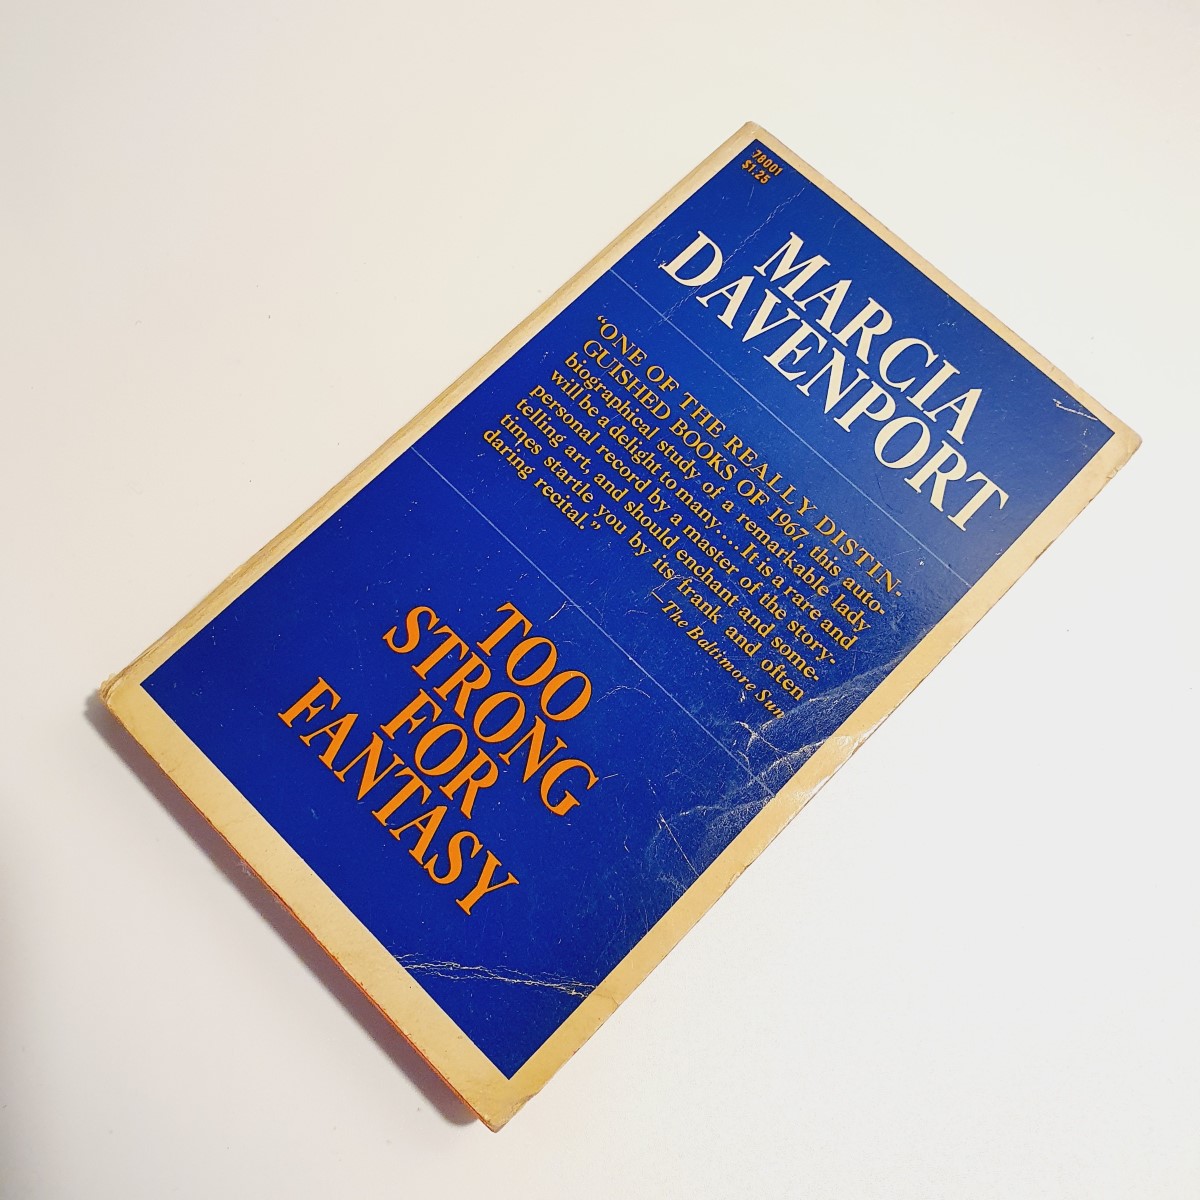 78001
$1.25
MARCIA
DAVENPORT
“ONE OF THE REALLY DISTIN-
GUISHED BOOKS OF 1967, this auto-
biographical study of a remarkable lady
will be a delight to many.... It is a rare and
personal record by a master of the story-
telling art, and should enchant and some-
times startle you by its frank and often
daring recital.”
—The Baltimore Sun
TOO
STRONG
FOR
FANTASY